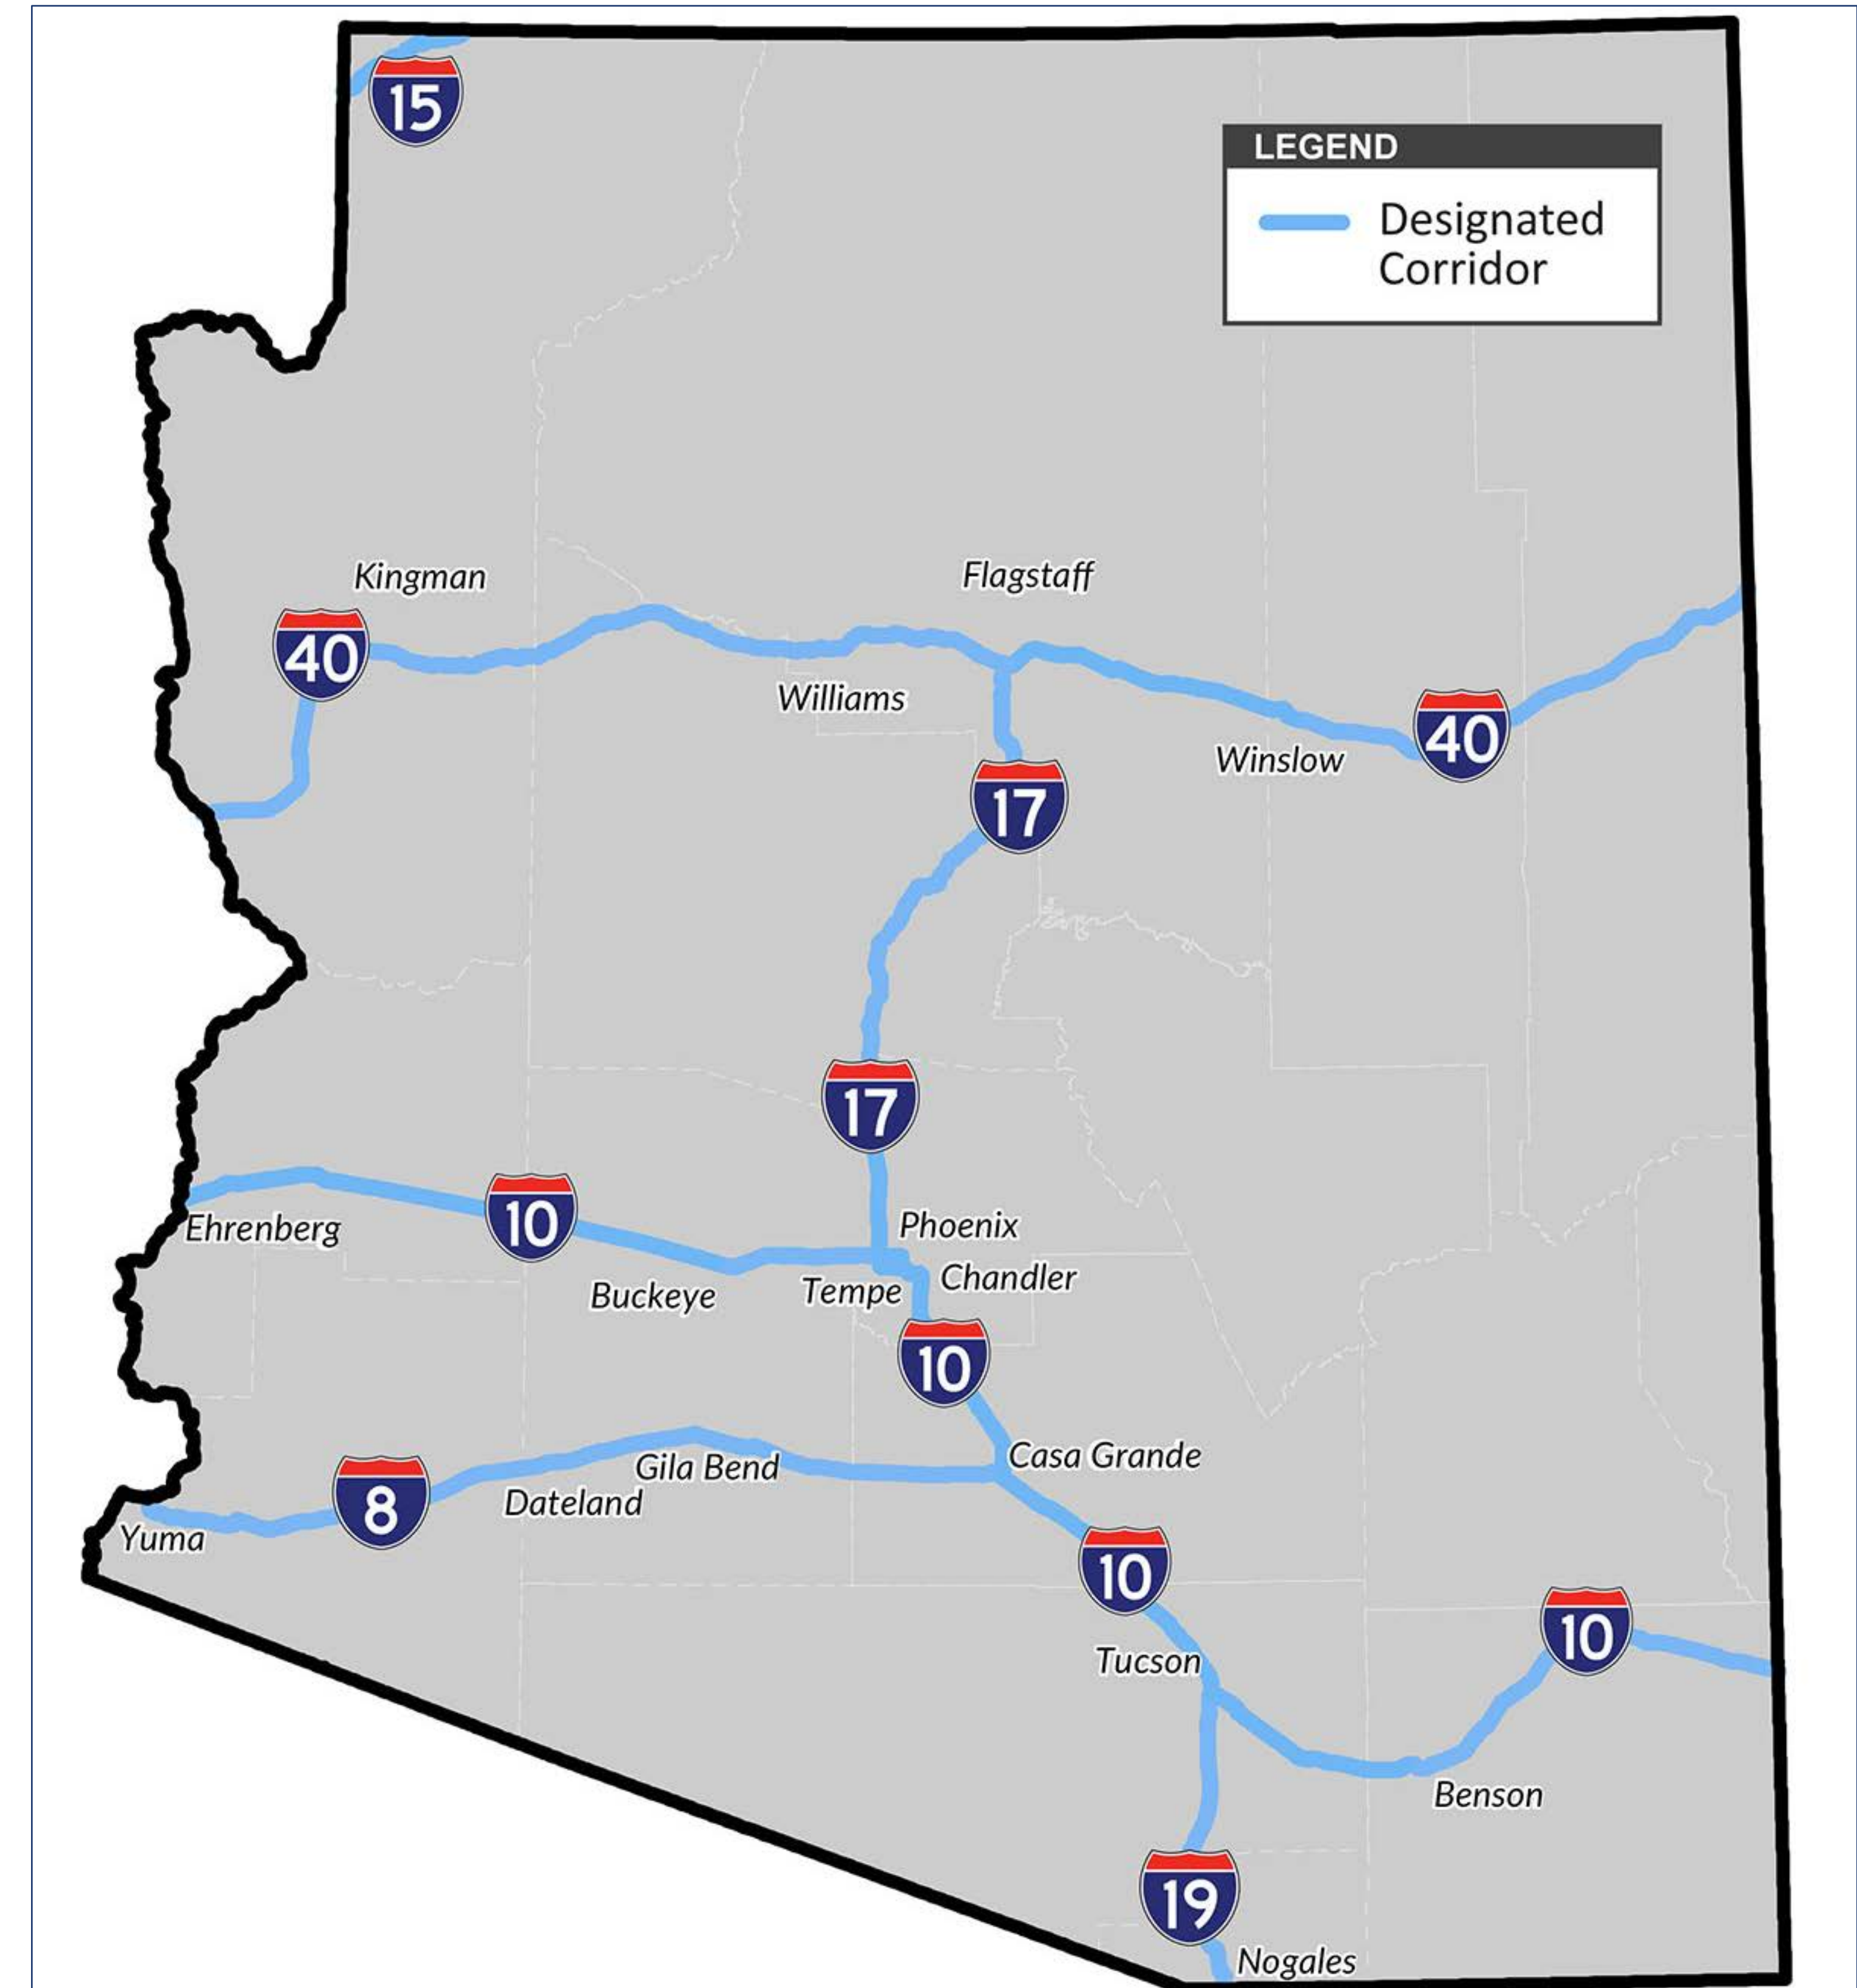 15
LEGEND
Designated
Corridor
Kingman
Flagstaff
40
Williams
40
Winslow
17
17
10
Ehrenberg
Phoenix
Buckeye
Tempe
Chandler
10
Casa Grande
Gila Bend
8
Dateland
Yuma
10
10
Tucson
Benson
19
Nogales